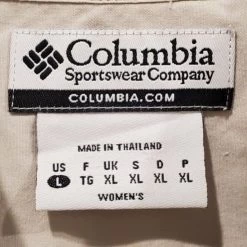 Columbia
Sportswear Company
COLUMBIA.COM
MADE IN THAILAND
US F UK S D P
L TG XL XL XL XL
WOMEN'S